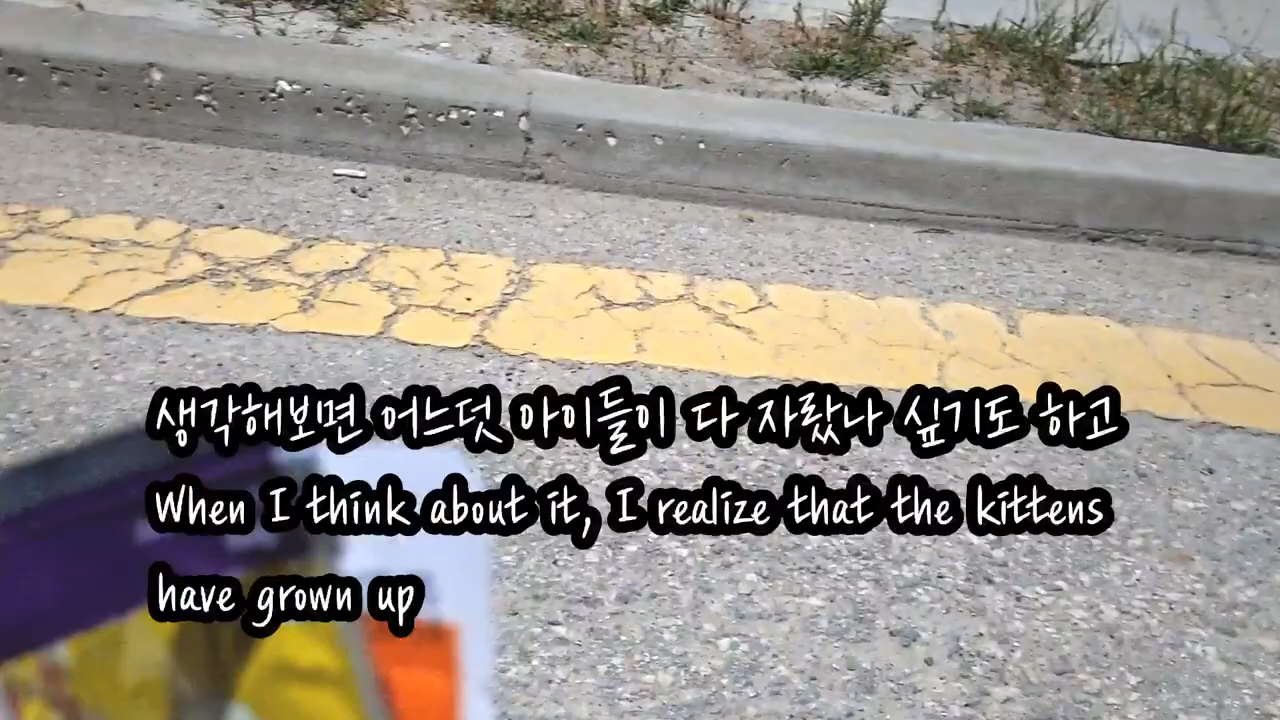 생각해보면 어느덧 아이들이 다 자랐나 싶기도 하고
When I think about it, I realize that the kittens
have grown up